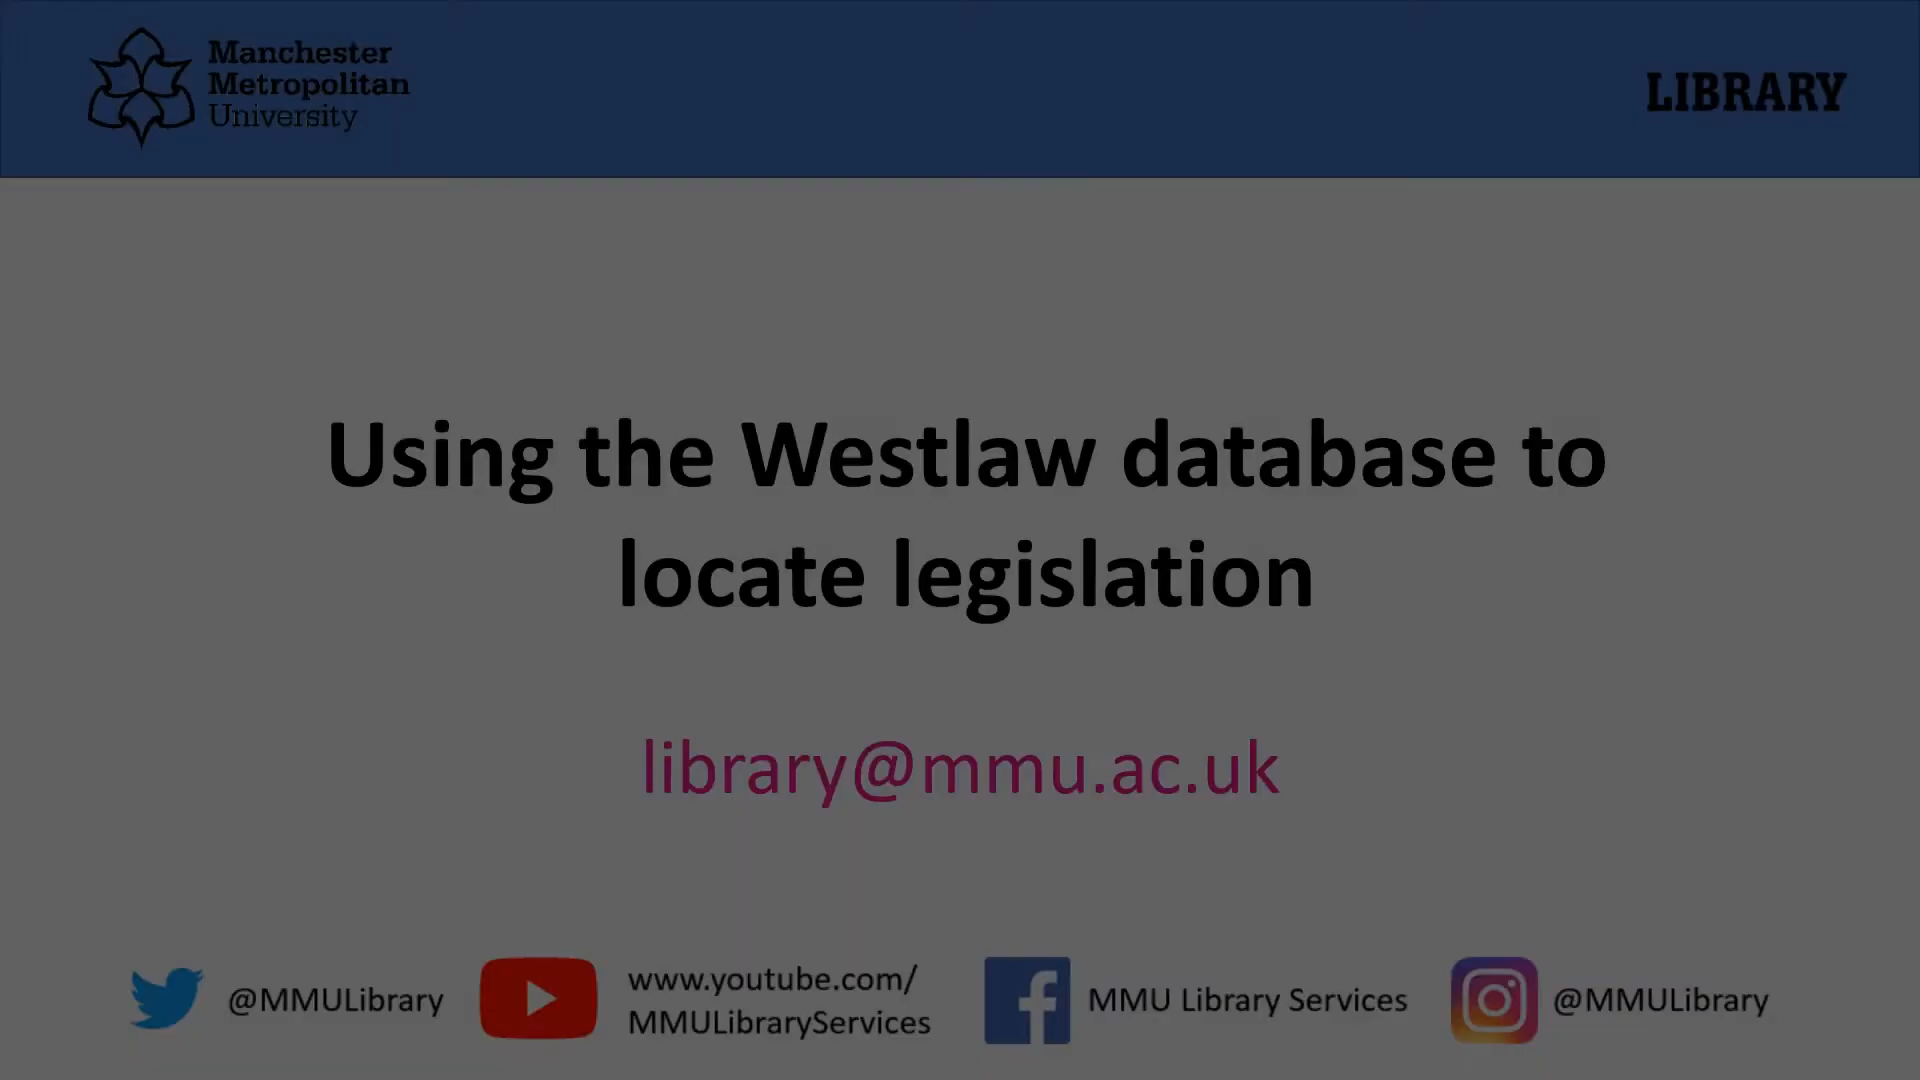 Manchester
Metropolitan
University
LIBRARY
Using the Westlaw database to
locate legislation
library@mmu.ac.uk
@MMULibrary
www.youtube.com/
MMULibraryServices
MMU Library Services
@MMULibrary